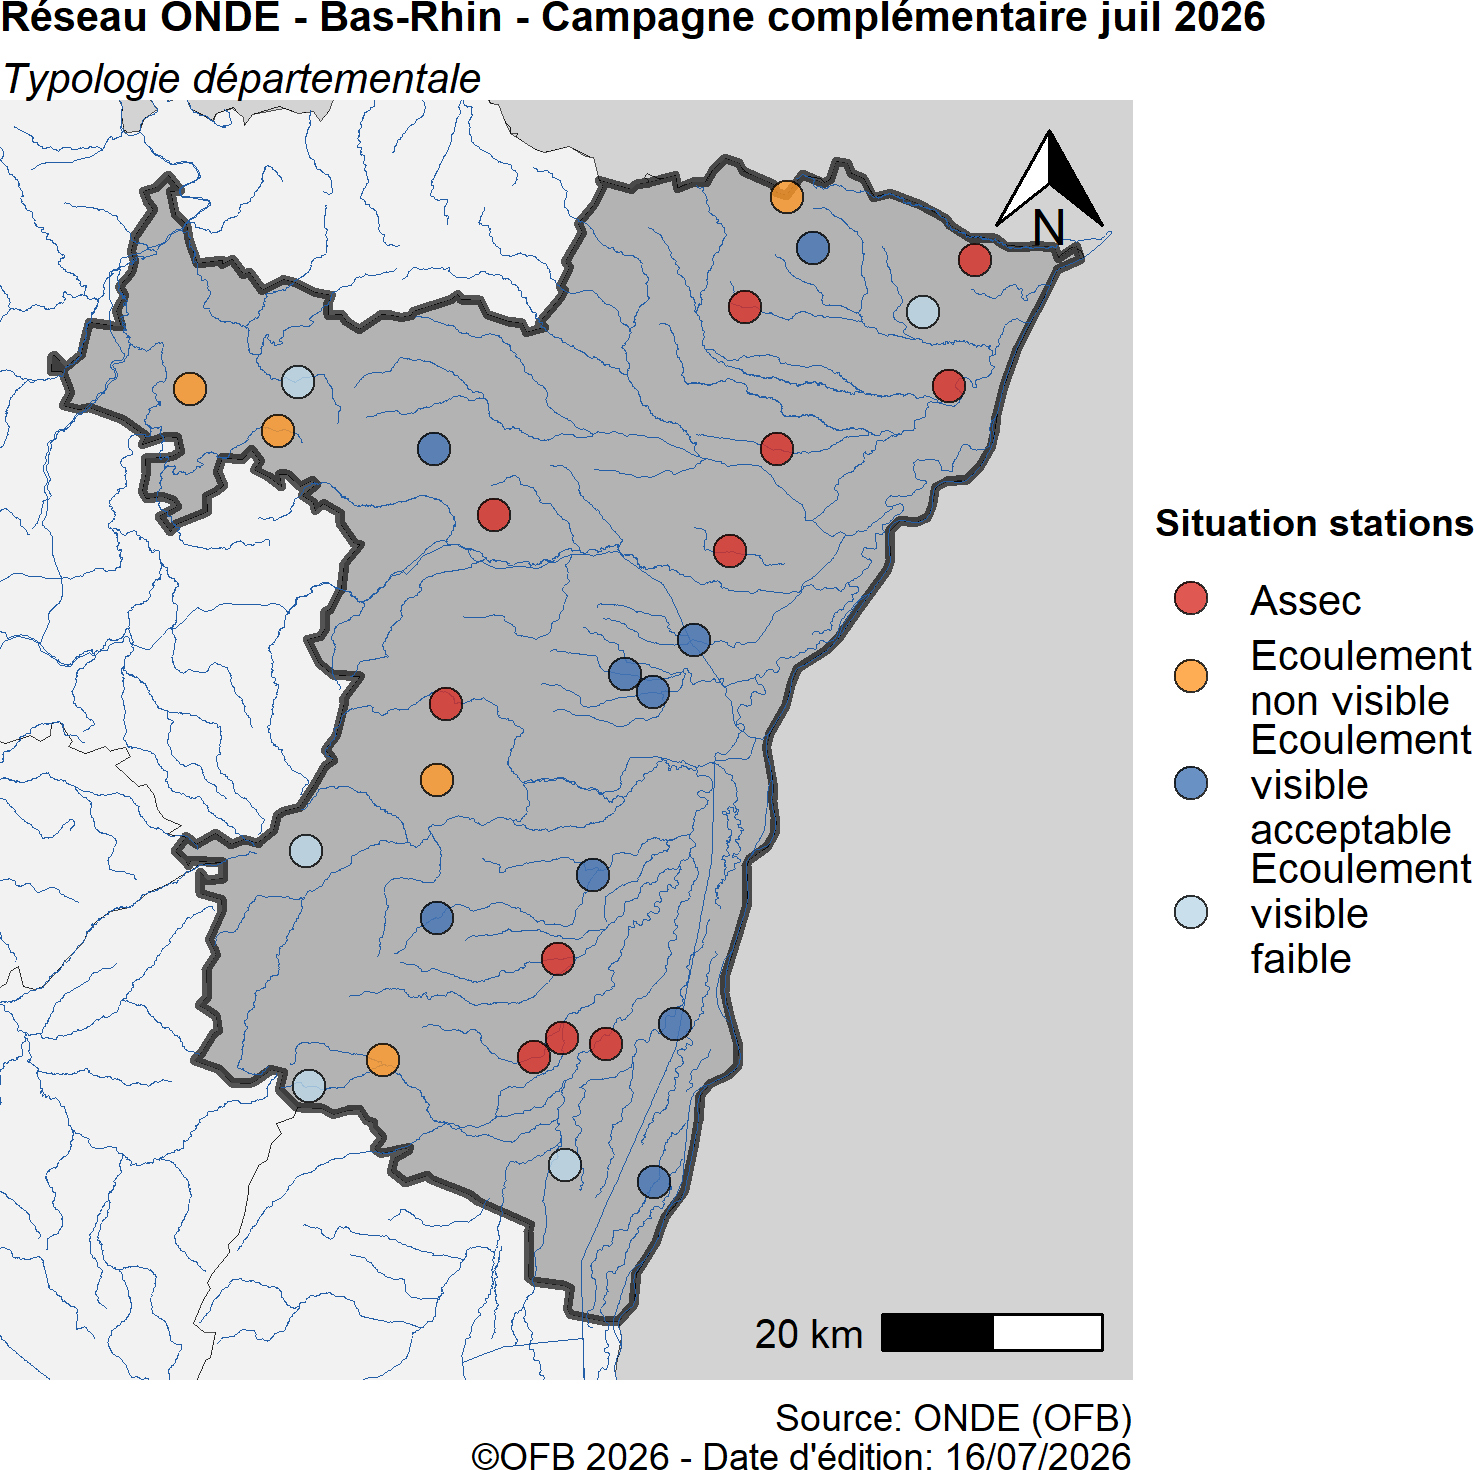 Réseau ONDE - Bas-Rhin - Campagne complémentaire juil 2026
Typologie départementale
N
Situation stations
Assec
Ecoulement
non visible
Ecoulement
visible
acceptable
Ecoulement
visible
faible
20 km
Source: ONDE (OFB)
©OFB 2026 - Date d'édition: 16/07/2026